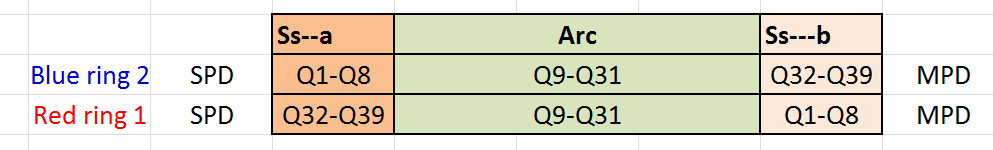 Ss--a Arc Ss---b
Blue ring 2 SPD Q1-Q8 Q9-Q31 Q32-Q39 MPD
Red ring 1 SPD Q32-Q39 Q9-Q31 Q1-Q8 MPD